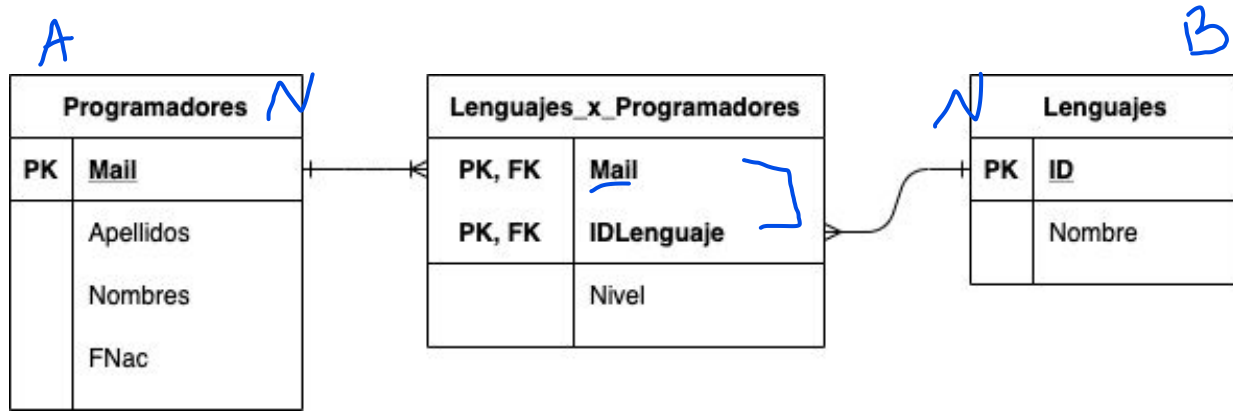 A
B
Programadores N
PK Mail
Apellidos
Nombres
FNac
Lenguajes_x_Programadores
PK, FK Mail
PK, FK IDLenguaje
Nivel
N Lenguajes
PK ID
Nombre